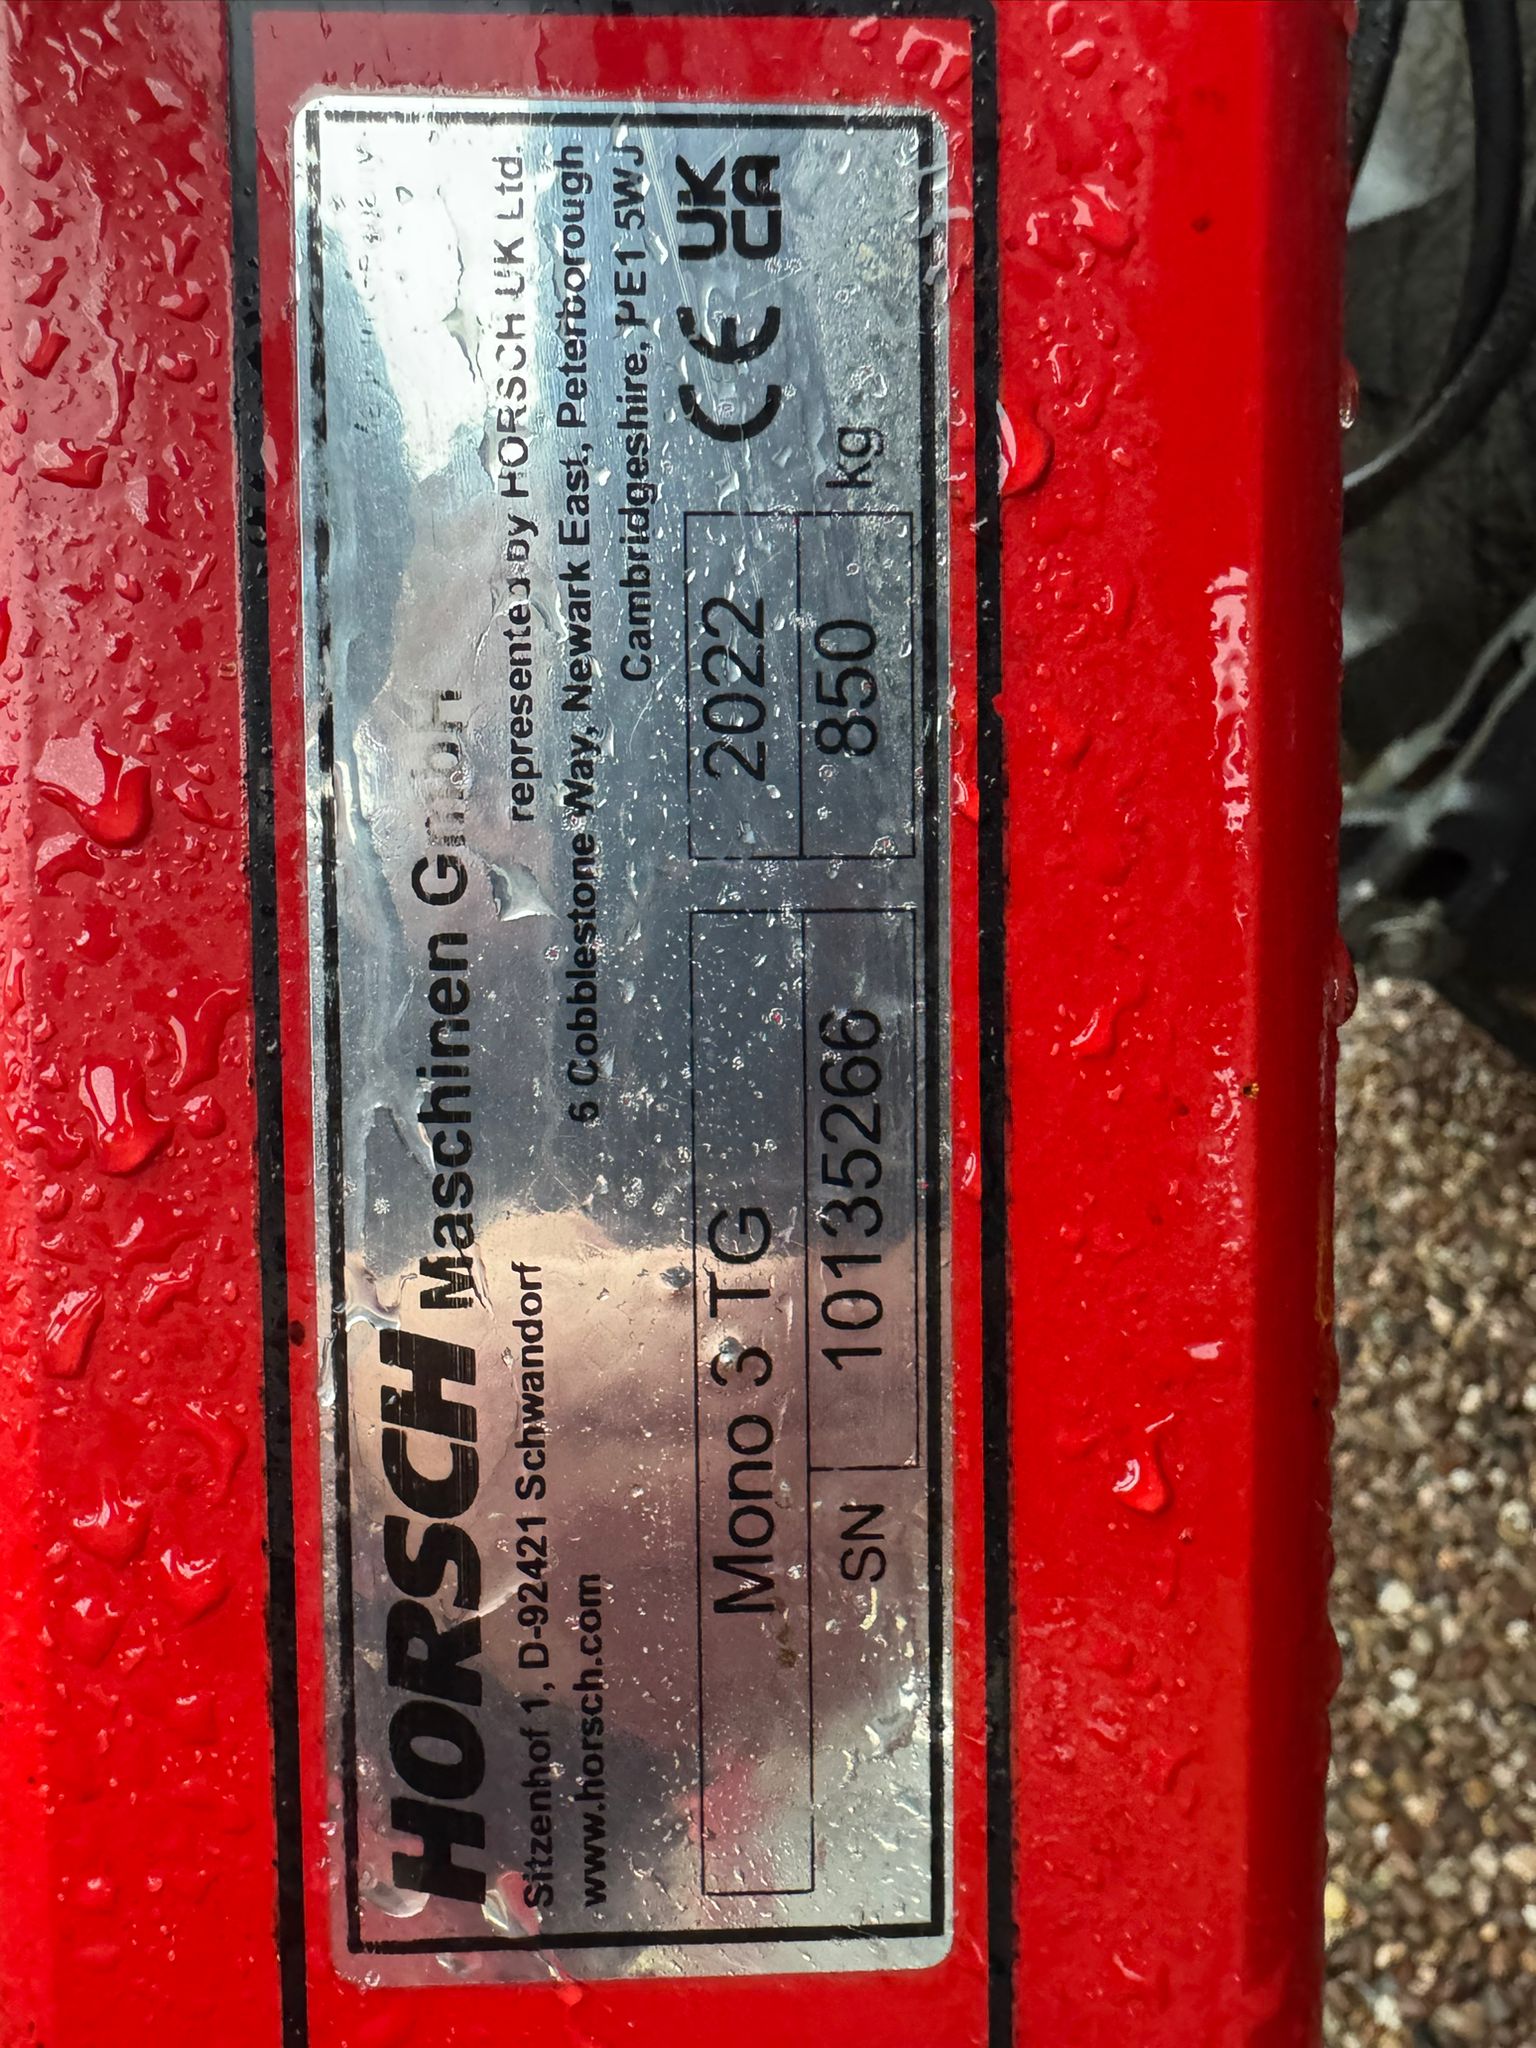 HORSCH Maschinen GmbH
Sitzenhof 1, D-92421 Schwandorf
www.horsch.com
represented by HORSCH UK Ltd.
6 Cobblestone Way, Newark East, Peterborough
Cambridgeshire, PE1 5WJ
Mono 3 TG
2022
CE UK CA
SN 10135266
850 kg